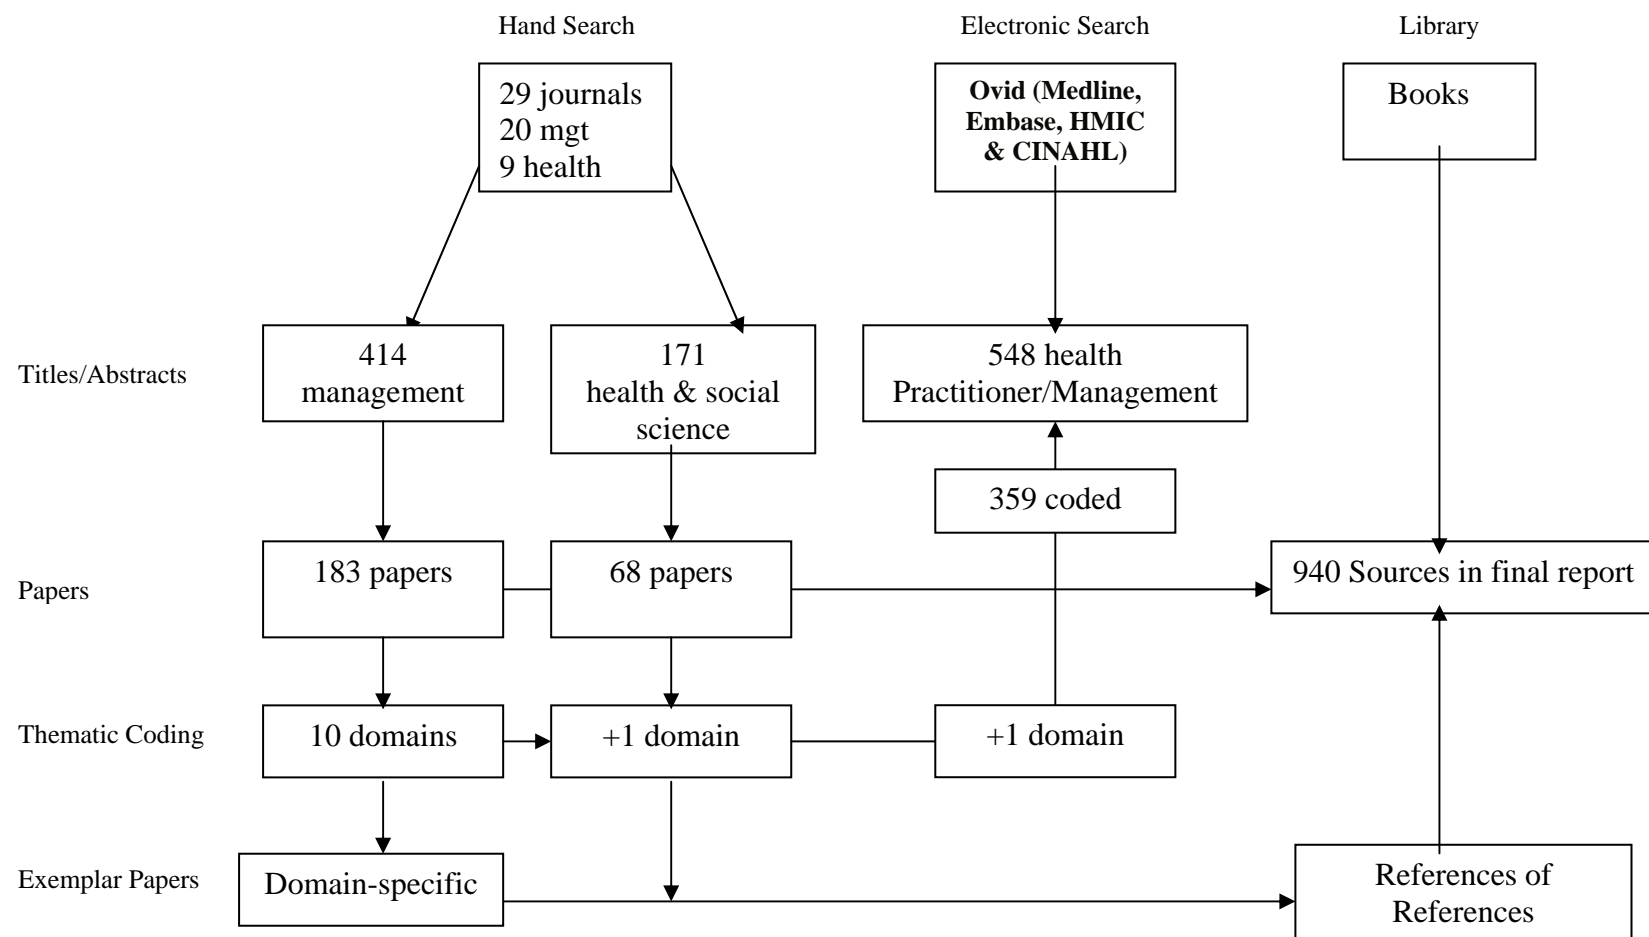 Hand Search
Electronic Search
Library
29 journals
20 mgt
9 health
Ovid (Medline,
Embase, HMIC
& CINAHL)
Books
Titles/Abstracts
414
management
171
health & social
science
548 health
Practitioner/Management
359 coded
Papers
183 papers
68 papers
940 Sources in final report
Thematic Coding
10 domains
+1 domain
+1 domain
Exemplar Papers
Domain-specific
References of
References